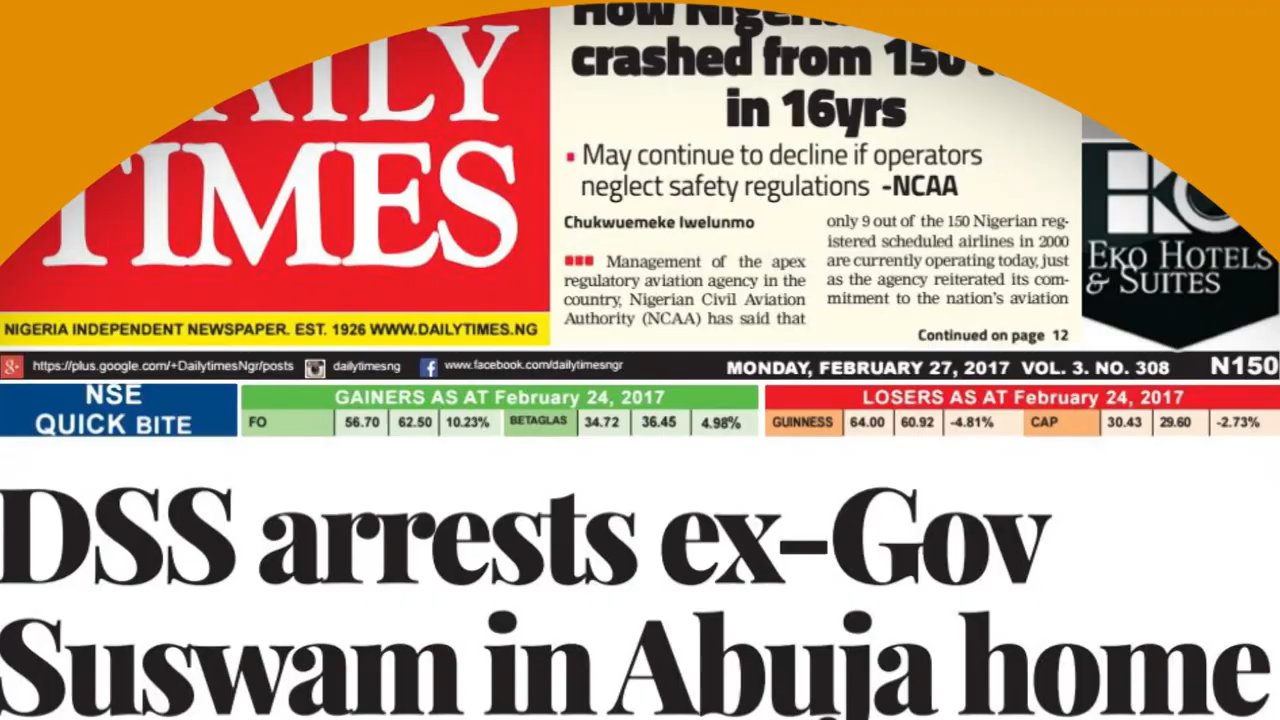 DAILY
TIMES
NIGERIA INDEPENDENT NEWSPAPER. EST. 1926 WWW.DAILYTIMES.NG
How
crashed from 150
in 16yrs
▪ May continue to decline if operators
neglect safety regulations -NCAA
Chukwuemeke Iwelunmo
Management of the apex
regulatory aviation agency in the
country, Nigerian Civil Aviation
Authority (NCAA) has said that
only 9 out of the 150 Nigerian reg-
istered scheduled airlines in 2000
are currently operating today, just
as the agency reiterated its com-
mitment to the nation's aviation
Continued on page 12
EKO HOTELS
& SUITES
https://plus.google.com/+DailytimesNgr/posts dailytimesng www.facebook.com/dailytimesngr MONDAY, FEBRUARY 27, 2017 VOL. 3. NO. 308 N150
NSE
QUICK BITE
GAINERS AS AT February 24, 2017
FO 56.70 62.50 10.23% BETAGLAS 34.72 36.45 4.98%
LOSERS AS AT February 24, 2017
GUINNESS 64.00 60.92 -4.81% CAP 30.43 29.60 -2.73%
DSS arrests ex-Gov
Suswam in Abuja home